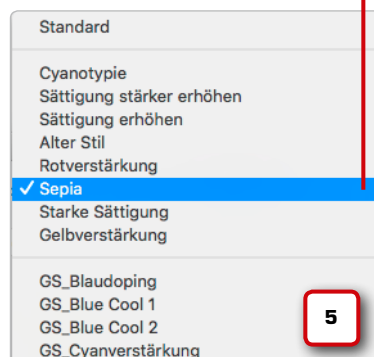 Standard
Cyanotypie
Sättigung stärker erhöhen
Sättigung erhöhen
Alter Stil
Rotverstärkung
✓ Sepia
Starke Sättigung
Gelbverstärkung
GS_Blaudoping
GS_Blue Cool 1
GS_Blue Cool 2
GS_Cyanverstärkung
5